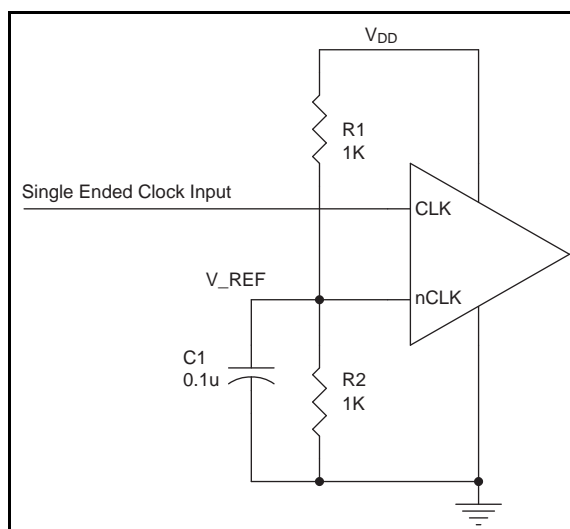 VDD
R1
1K
Single Ended Clock Input
CLK
V_REF
nCLK
C1
0.1u
R2
1K